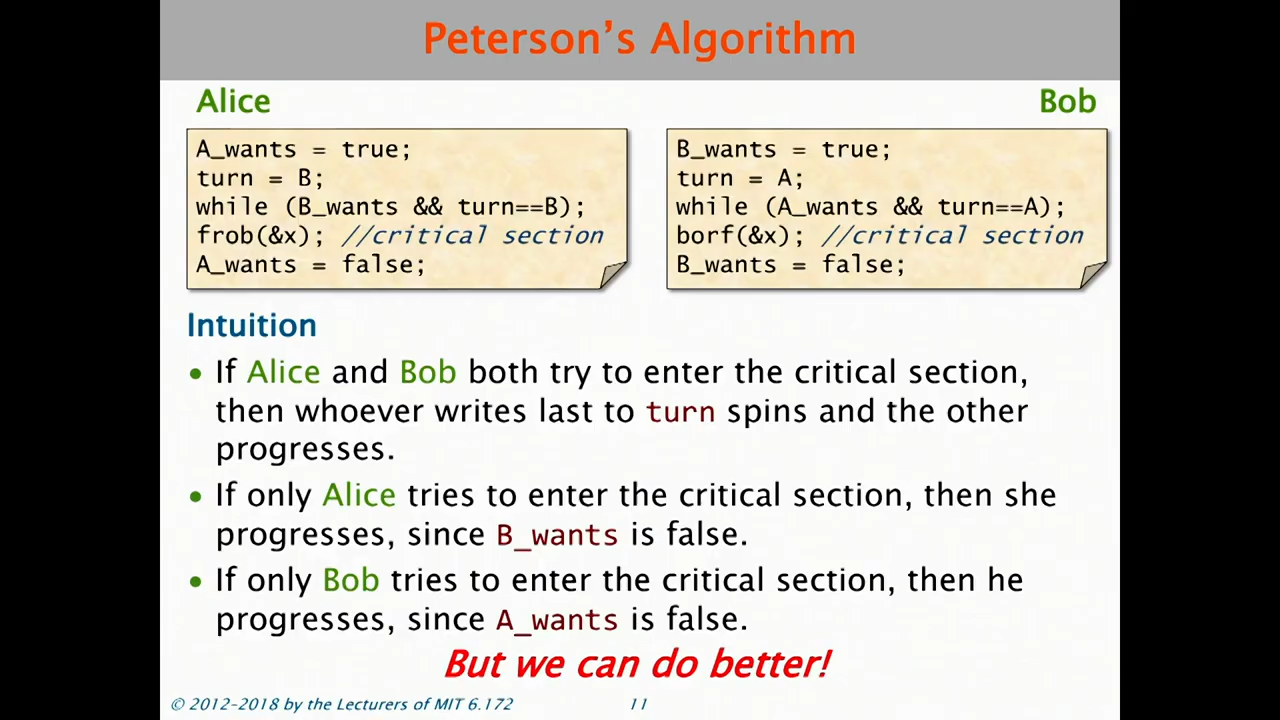 Peterson's Algorithm
Alice
A_wants = true;
turn = B;
while (B_wants && turn==B);
frob(&x); //critical section
A_wants = false;
Bob
B_wants = true;
turn = A;
while (A_wants && turn==A);
borf(&x); //critical section
B_wants = false;
Intuition
• If Alice and Bob both try to enter the critical section,
then whoever writes last to turn spins and the other
progresses.
• If only Alice tries to enter the critical section, then she
progresses, since B_wants is false.
• If only Bob tries to enter the critical section, then he
progresses, since A_wants is false.
But we can do better!
© 2012–2018 by the Lecturers of MIT 6.172
11